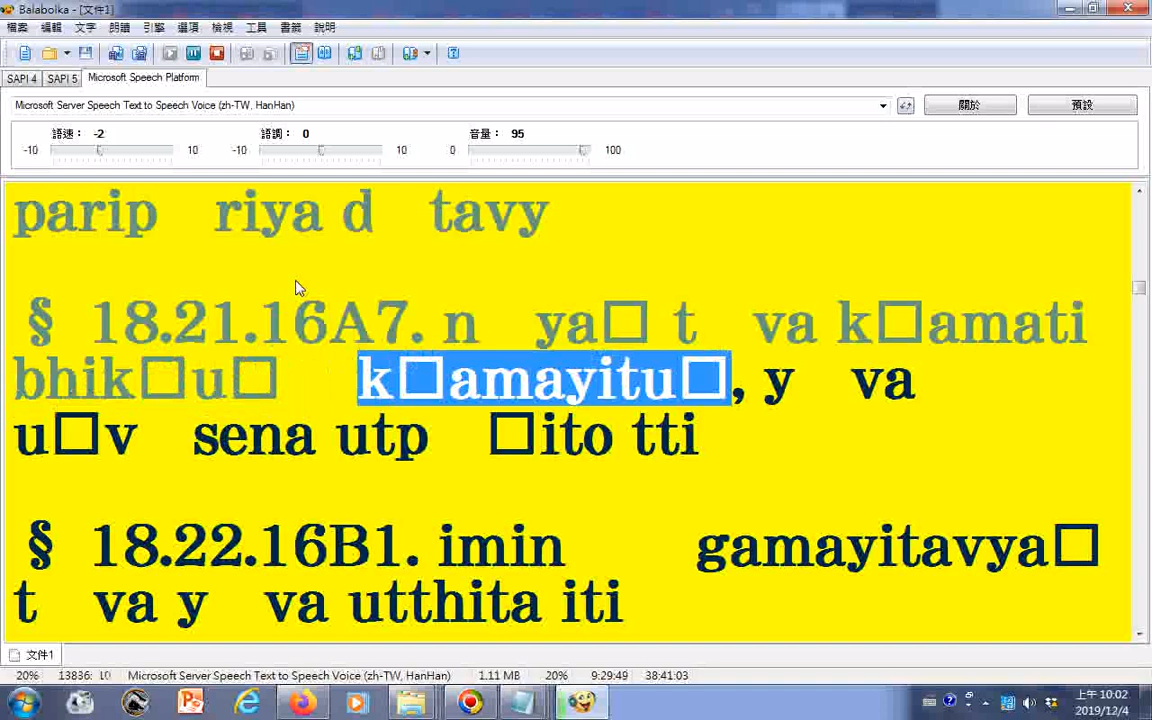 Balabolka - [文件1]
檔案 編輯 文字 朗讀 引擎 選項 檢視 工具 書籤 說明
SAPI 4 SAPI 5 Microsoft Speech Platform
Microsoft Server Speech Text to Speech Voice (zh-TW, HanHan) 關於 預設
語速: -2 語調: 0 音量: 95
-10 10 -10 10 0 100
parip riya d tavy
§ 18.21.16A7. n ya□ t va k□amati
bhik□u□ k□amayitu□, y va
u□v sena utp □ito tti
§ 18.22.16B1. imin gamayitavya□
t va y va utthita iti
文件1
20% 13836: 10 Microsoft Server Speech Text to Speech Voice (zh-TW, HanHan) 1.11 MB 20% 9:29:49 38:41:03
上午 10:02
2019/12/4